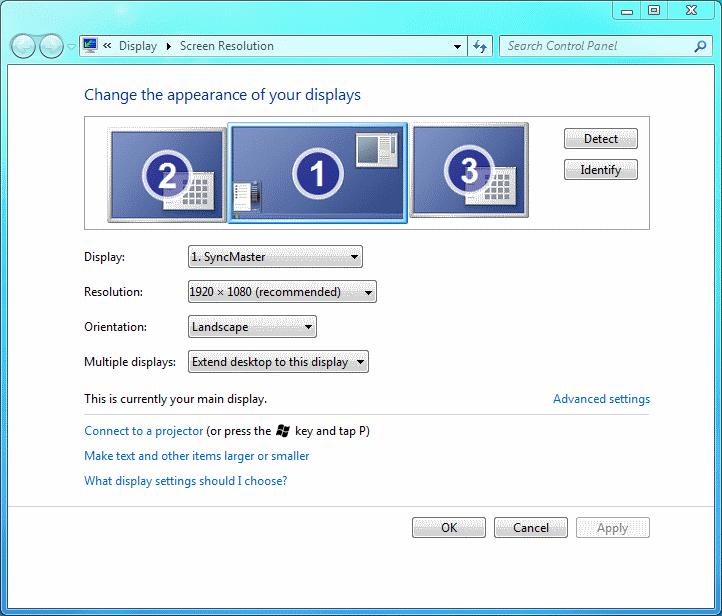 « Display ▸ Screen Resolution
Search Control Panel
Change the appearance of your displays
2
1
3
Detect
Identify
Display: 1. SyncMaster
Resolution: 1920 × 1080 (recommended)
Orientation: Landscape
Multiple displays: Extend desktop to this display
This is currently your main display. Advanced settings
Connect to a projector (or press the key and tap P)
Make text and other items larger or smaller
What display settings should I choose?
OK Cancel Apply